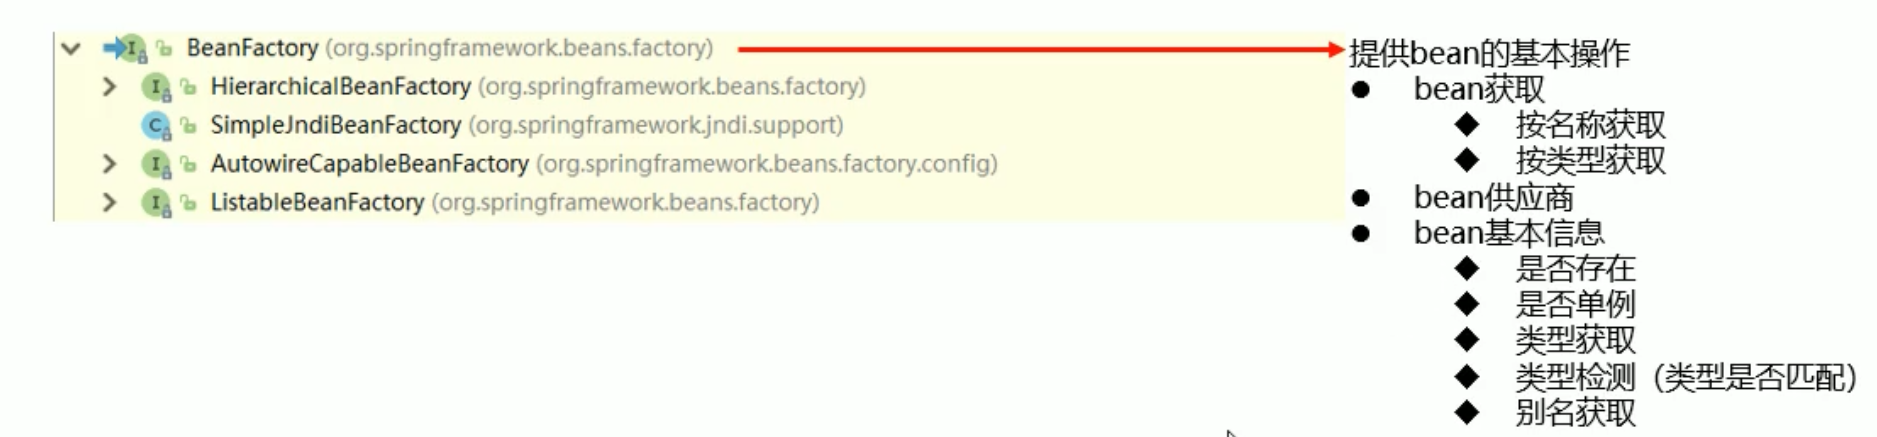 BeanFactory (org.springframework.beans.factory)
HierarchicalBeanFactory (org.springframework.beans.factory)
SimpleJndiBeanFactory (org.springframework.jndi.support)
AutowireCapableBeanFactory (org.springframework.beans.factory.config)
ListableBeanFactory (org.springframework.beans.factory)
提供bean的基本操作
● bean获取
◆ 按名称获取
◆ 按类型获取
● bean供应商
● bean基本信息
◆ 是否存在
◆ 是否单例
◆ 类型获取
◆ 类型检测（类型是否匹配）
◆ 别名获取